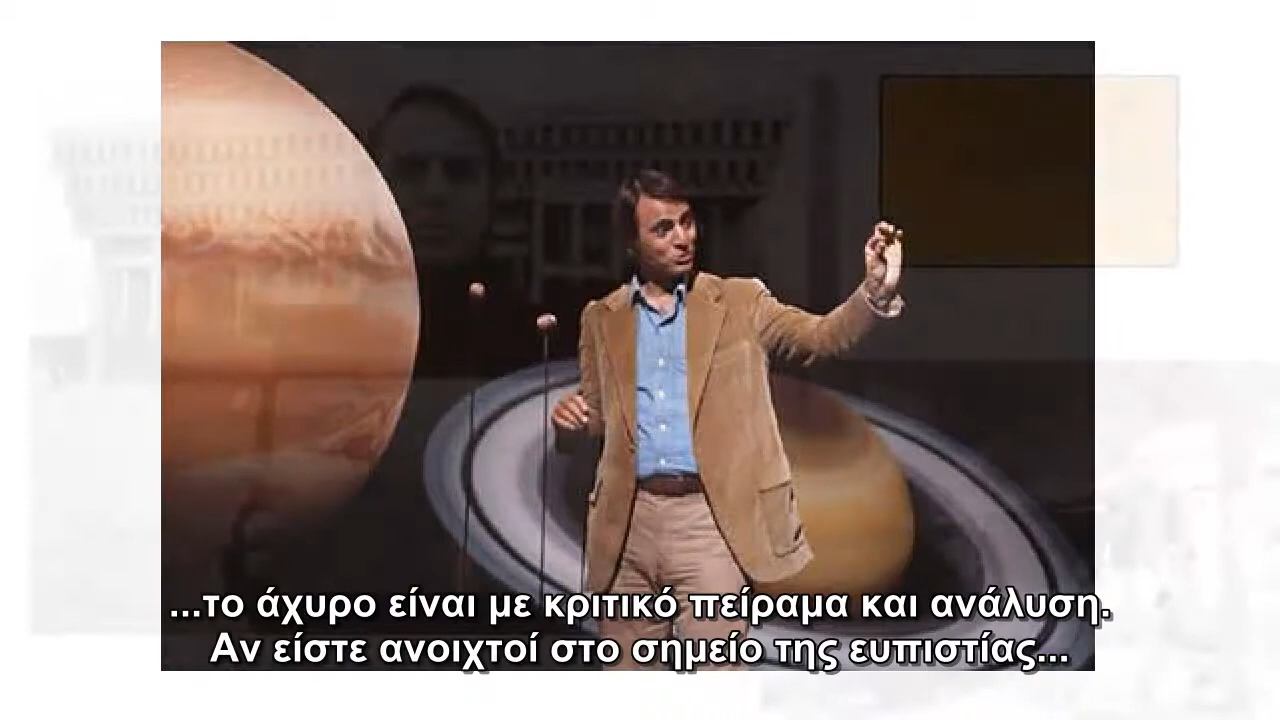 ...το άχυρο είναι με κριτικό πείραμα και ανάλυση.
Αν είστε ανοιχτοί στο σημείο της ευπιστίας...